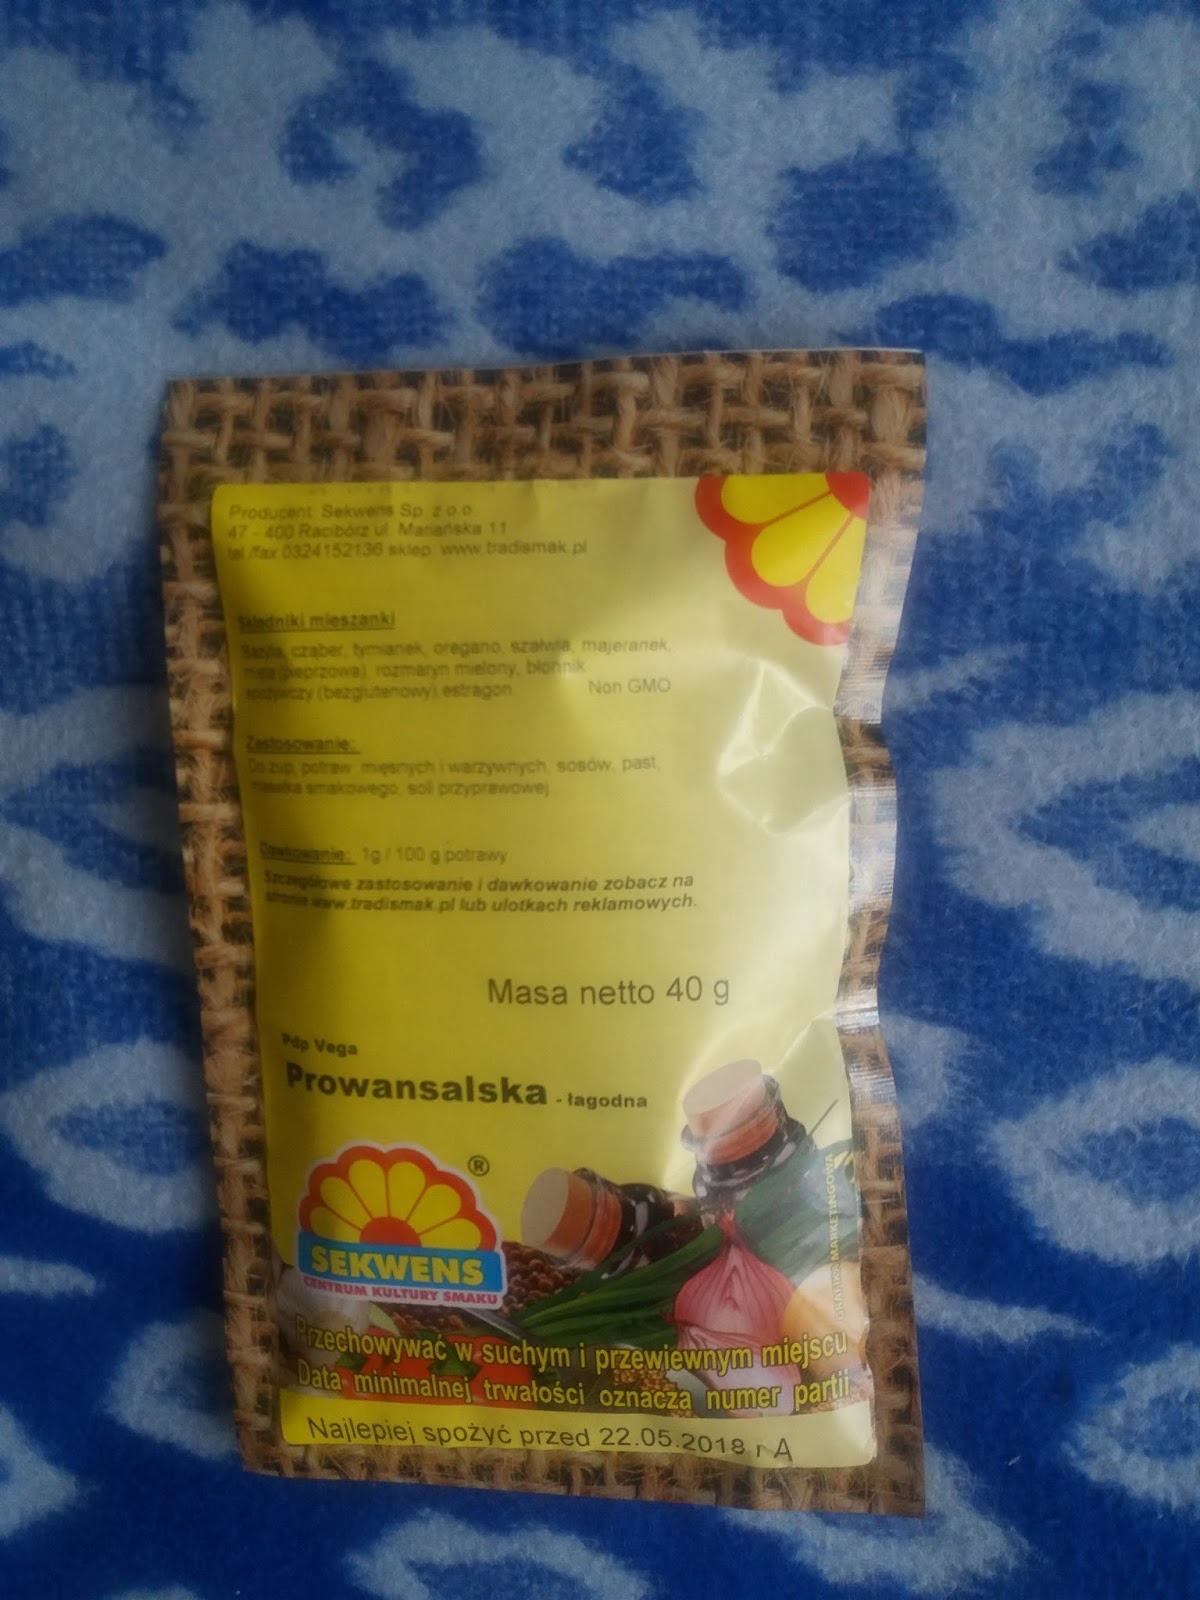 Producent Sekwens Sp. z o.o.
47 - 400 Racibórz ul. Mariańska 11
tel./fax 0324152136 sklep. www.tradismak.pl
Składniki mieszanki
Bazylia, cząber, tymianek, oregano, szałwia, majeranek,
mięta (pieprzowa), rozmaryn mielony, błonnik
spożywczy (bezglutenowy), estragon. Non GMO
Zastosowanie:
Do zup, potraw mięsnych i warzywnych, sosów, past,
masełka smakowego, soli przyprawowej
Dawkowanie: 1g / 100 g potrawy
Szczegółowe zastosowanie i dawkowanie zobacz na
stronie www.tradismak.pl lub ulotkach reklamowych.
Masa netto 40 g
Pdp Vega
Prowansalska - łagodna
®
SEKWENS
CENTRUM KULTURY SMAKU
MARKETINGOWA
Przechowywać w suchym i przewiewnym miejscu
Data minimalnej trwałości oznacza numer partii
Najlepiej spożyć przed 22.05.2018 r A